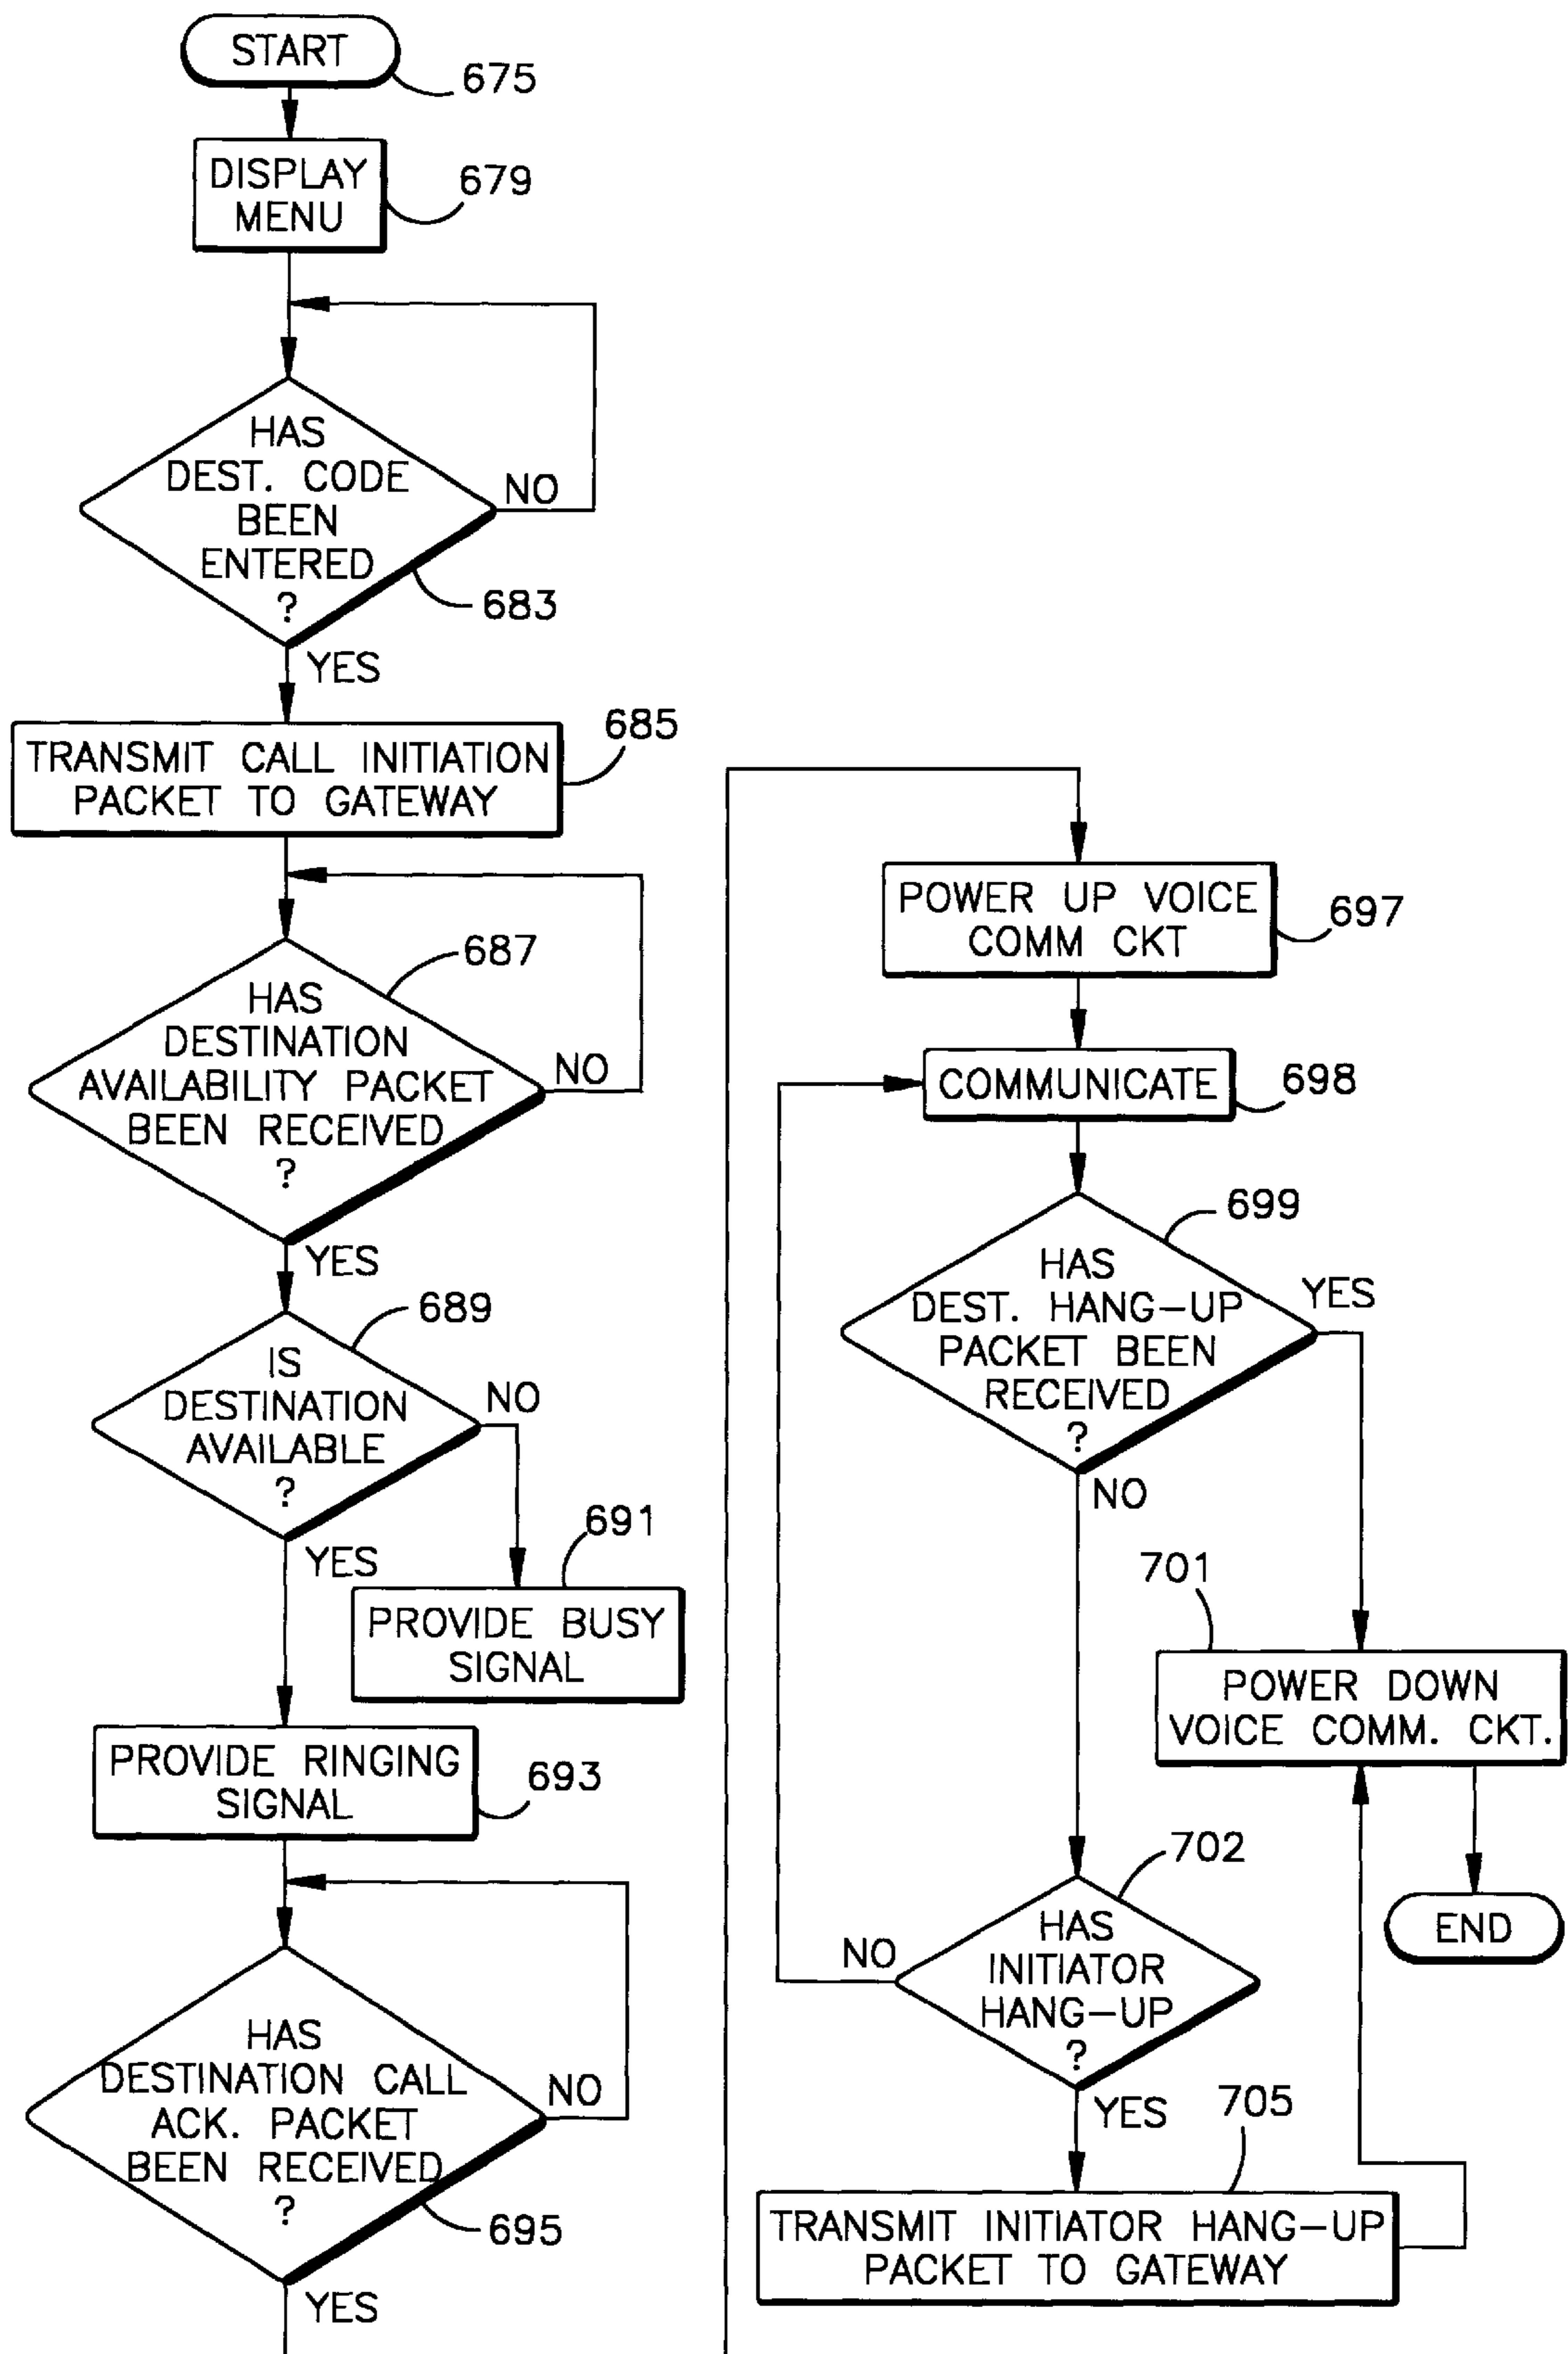 START
675
DISPLAY
MENU
679
HAS
DEST. CODE
BEEN
ENTERED
?
NO
683
YES
TRANSMIT CALL INITIATION
PACKET TO GATEWAY
685
687
HAS
DESTINATION
AVAILABILITY PACKET
BEEN RECEIVED
?
NO
YES
689
IS
DESTINATION
AVAILABLE
?
NO
YES
691
PROVIDE BUSY
SIGNAL
PROVIDE RINGING
SIGNAL
693
HAS
DESTINATION CALL
ACK. PACKET
BEEN RECEIVED
?
NO
695
YES
POWER UP VOICE
COMM CKT
697
COMMUNICATE
698
699
HAS
DEST. HANG-UP
PACKET BEEN
RECEIVED
?
YES
NO
701
POWER DOWN
VOICE COMM. CKT.
END
702
HAS
INITIATOR
HANG-UP
?
NO
YES
705
TRANSMIT INITIATOR HANG-UP
PACKET TO GATEWAY